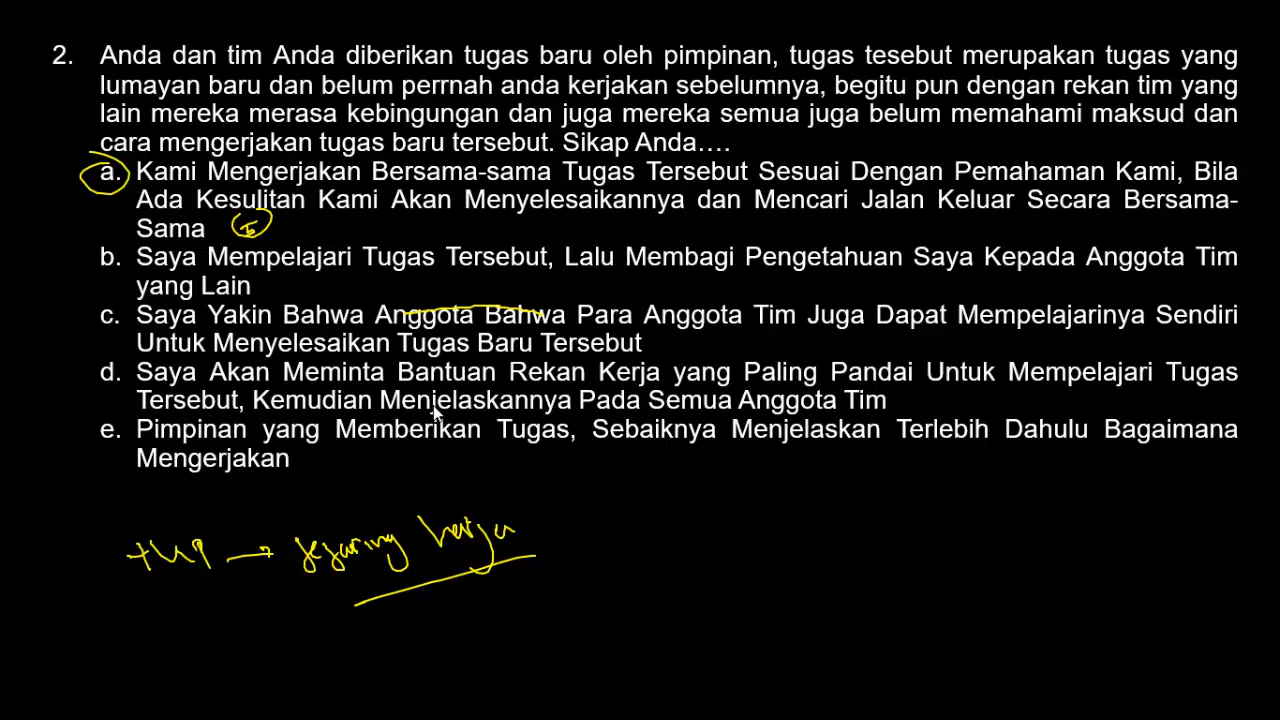 2. Anda dan tim Anda diberikan tugas baru oleh pimpinan, tugas tesebut merupakan tugas yang
lumayan baru dan belum perrnah anda kerjakan sebelumnya, begitu pun dengan rekan tim yang
lain mereka merasa kebingungan dan juga mereka semua juga belum memahami maksud dan
cara mengerjakan tugas baru tersebut. Sikap Anda….
a. Kami Mengerjakan Bersama-sama Tugas Tersebut Sesuai Dengan Pemahaman Kami, Bila
Ada Kesulitan Kami Akan Menyelesaikannya dan Mencari Jalan Keluar Secara Bersama-
Sama 5
b. Saya Mempelajari Tugas Tersebut, Lalu Membagi Pengetahuan Saya Kepada Anggota Tim
yang Lain
c. Saya Yakin Bahwa Anggota Bahwa Para Anggota Tim Juga Dapat Mempelajarinya Sendiri
Untuk Menyelesaikan Tugas Baru Tersebut
d. Saya Akan Meminta Bantuan Rekan Kerja yang Paling Pandai Untuk Mempelajari Tugas
Tersebut, Kemudian Menjelaskannya Pada Semua Anggota Tim
e. Pimpinan yang Memberikan Tugas, Sebaiknya Menjelaskan Terlebih Dahulu Bagaimana
Mengerjakan
jejaring kerja